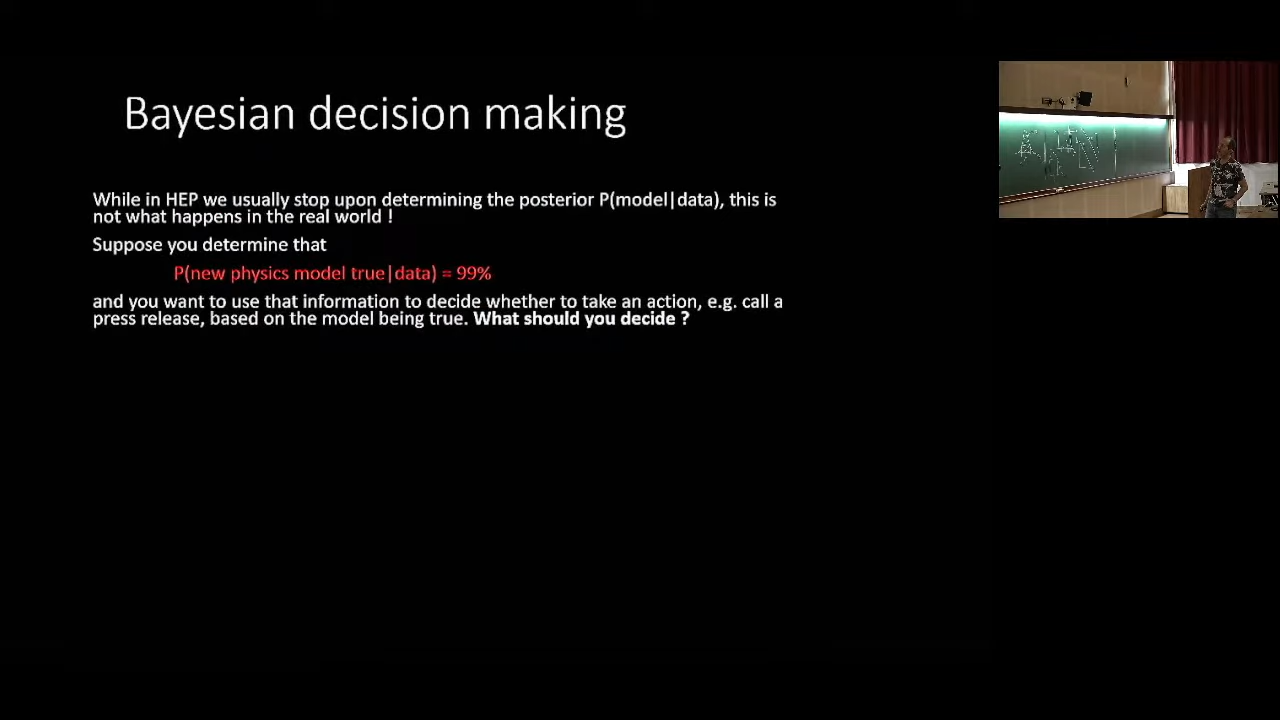 Bayesian decision making
While in HEP we usually stop upon determining the posterior P(model|data), this is
not what happens in the real world !
Suppose you determine that
P(new physics model true|data) = 99%
and you want to use that information to decide whether to take an action, e.g. call a
press release, based on the model being true. What should you decide ?